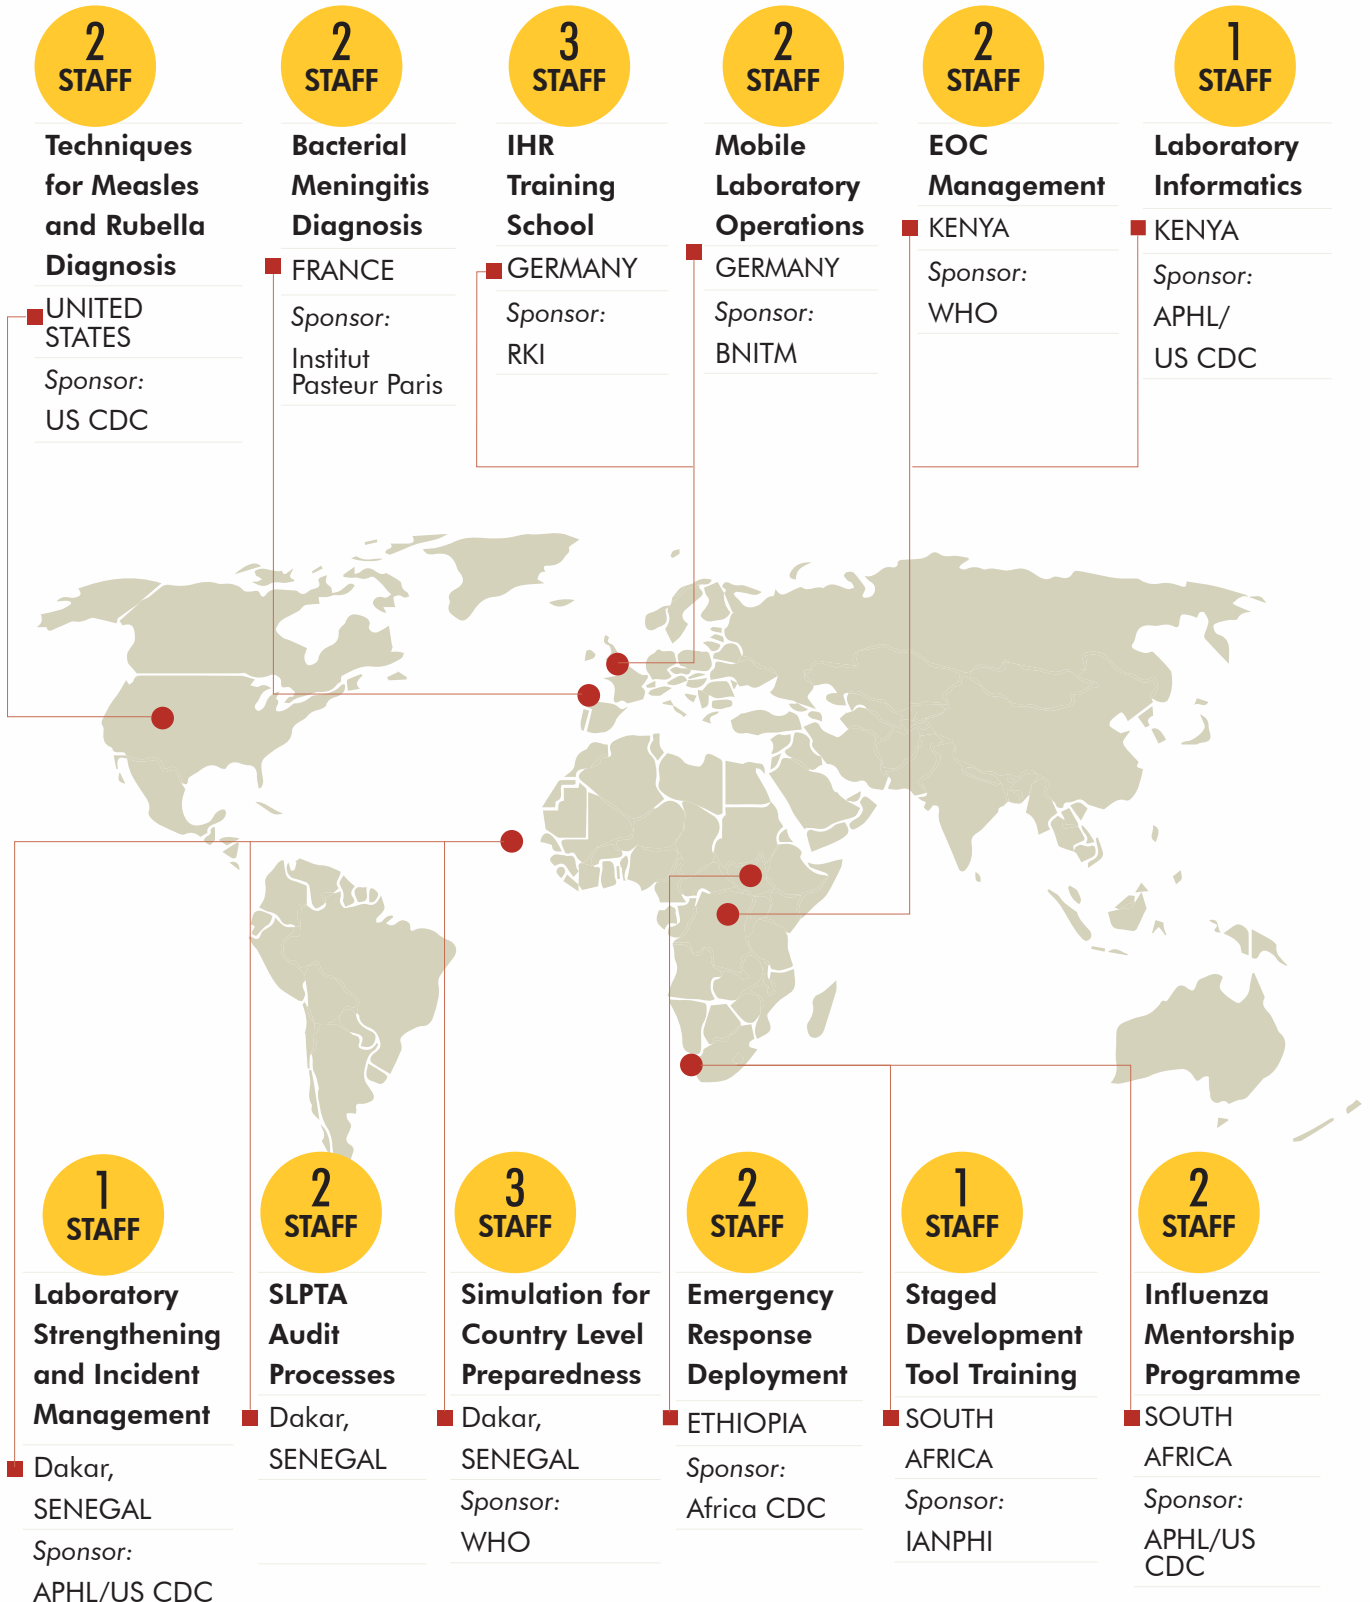 2
STAFF
Techniques
for Measles
and Rubella
Diagnosis
UNITED
STATES
Sponsor:
US CDC
2
STAFF
Bacterial
Meningitis
Diagnosis
FRANCE
Sponsor:
Institut
Pasteur Paris
3
STAFF
IHR
Training
School
GERMANY
Sponsor:
RKI
2
STAFF
Mobile
Laboratory
Operations
GERMANY
Sponsor:
BNITM
2
STAFF
EOC
Management
KENYA
Sponsor:
WHO
1
STAFF
Laboratory
Informatics
KENYA
Sponsor:
APHL/
US CDC
1
STAFF
Laboratory
Strengthening
and Incident
Management
Dakar,
SENEGAL
Sponsor:
APHL/US CDC
2
STAFF
SLPTA
Audit
Processes
Dakar,
SENEGAL
3
STAFF
Simulation for
Country Level
Preparedness
Dakar,
SENEGAL
Sponsor:
WHO
2
STAFF
Emergency
Response
Deployment
ETHIOPIA
Sponsor:
Africa CDC
1
STAFF
Staged
Development
Tool Training
SOUTH
AFRICA
Sponsor:
IANPHI
2
STAFF
Influenza
Mentorship
Programme
SOUTH
AFRICA
Sponsor:
APHL/US
CDC